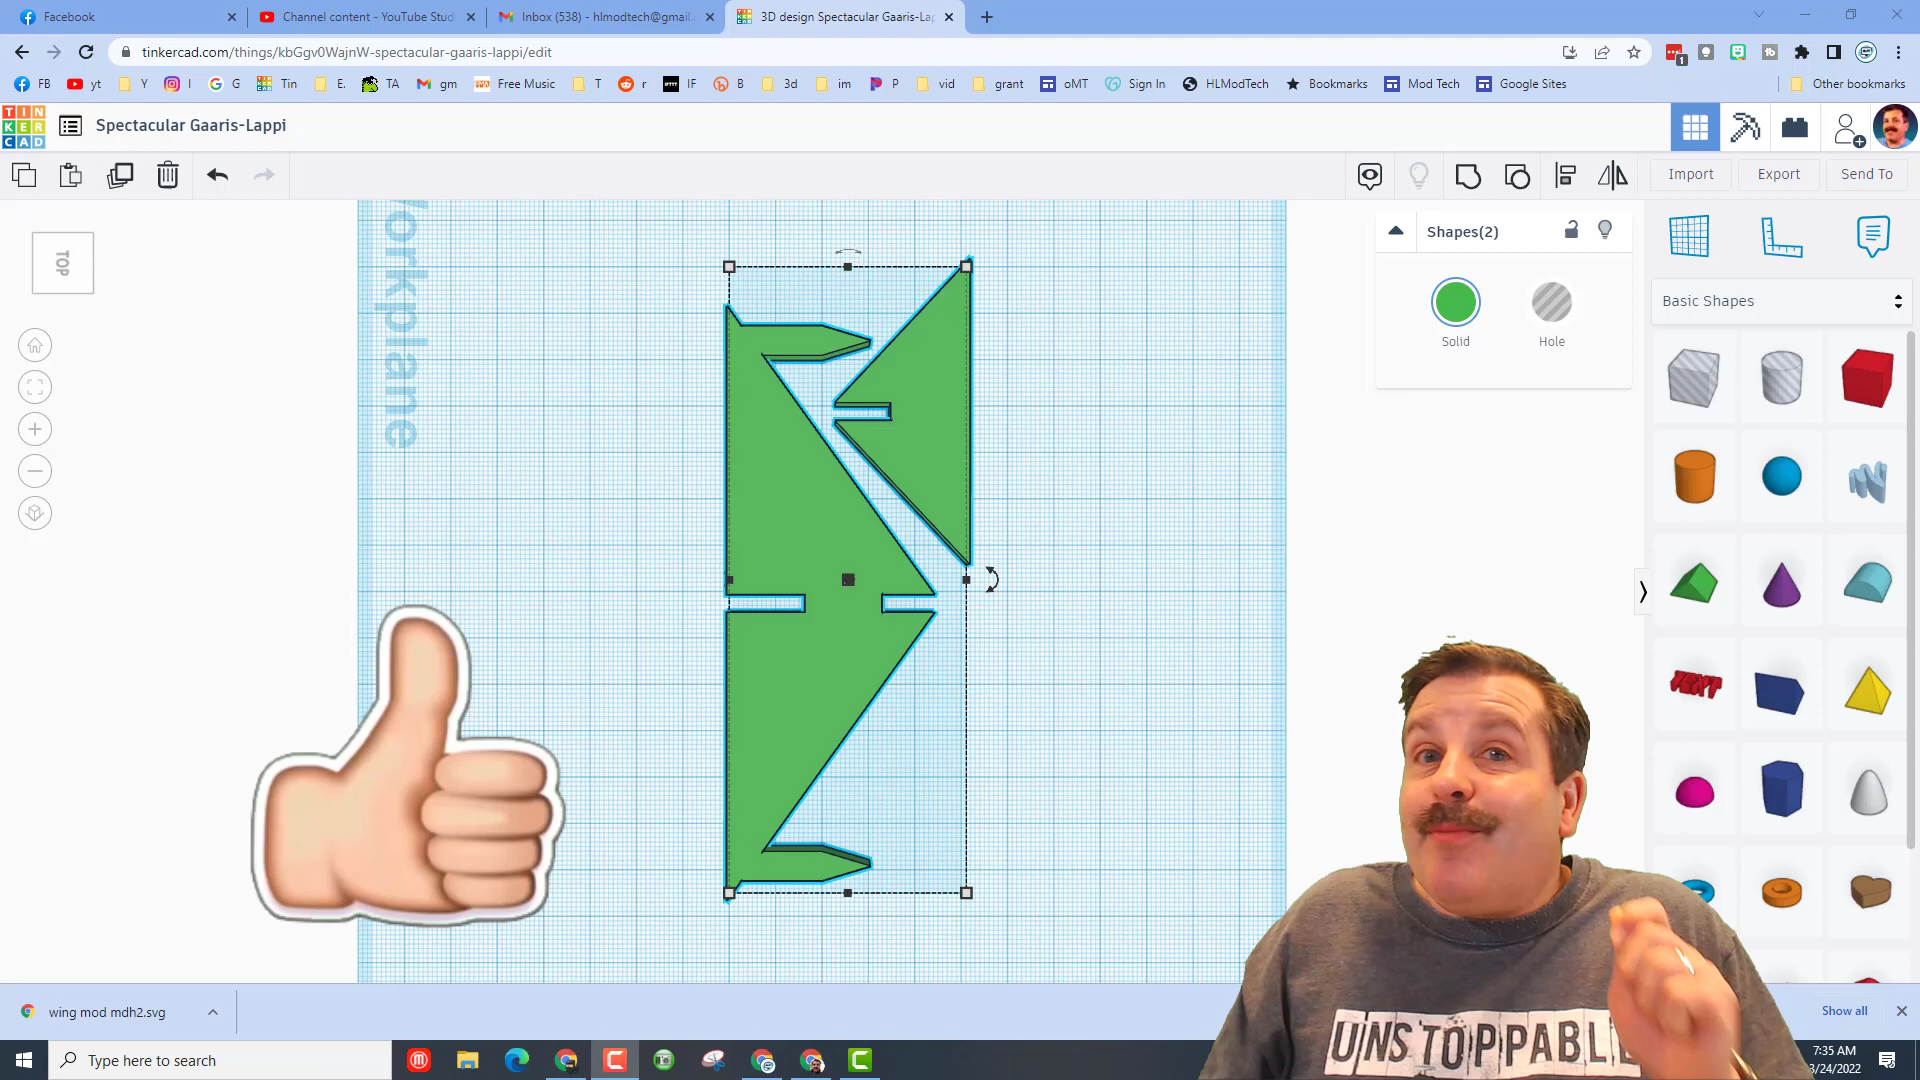 Facebook
Channel content - YouTube Stud
Inbox (538) - hlmodtech@gmail.
3D design Spectacular Gaaris-La
tinkercad.com/things/kbGgv0WajnW-spectacular-gaaris-lappi/edit
FB
yt
Y
I
G
Tin
E.
TA
gm
Free Music
T
r
IF
B
3d
im
P
vid
grant
oMT
Sign In
HLModTech
Bookmarks
Mod Tech
Google Sites
Other bookmarks
TIN
KER
CAD
Spectacular Gaaris-Lappi
Import
Export
Send To
TOP
orkplane
Shapes(2)
Solid
Hole
Basic Shapes
TEXT
UNSTOPPABLE
wing mod mdh2.svg
Show all
Type here to search
7:35 AM
3/24/2022